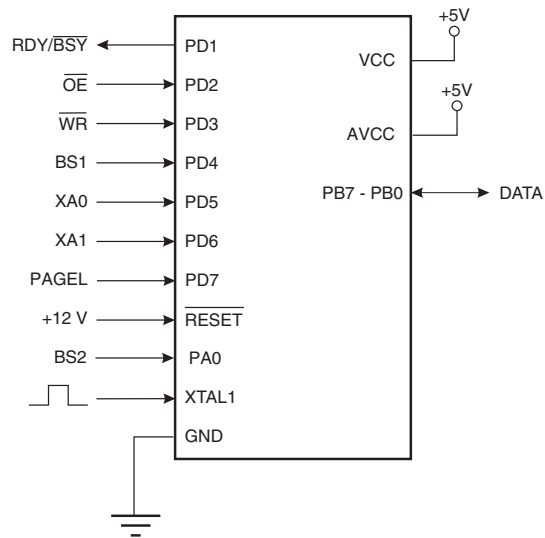 +5V
RDY/BSY PD1
VCC
OE PD2
+5V
WR PD3
AVCC
BS1 PD4
XA0 PD5 PB7 - PB0 DATA
XA1 PD6
PAGEL PD7
+12 V RESET
BS2 PA0
XTAL1
GND